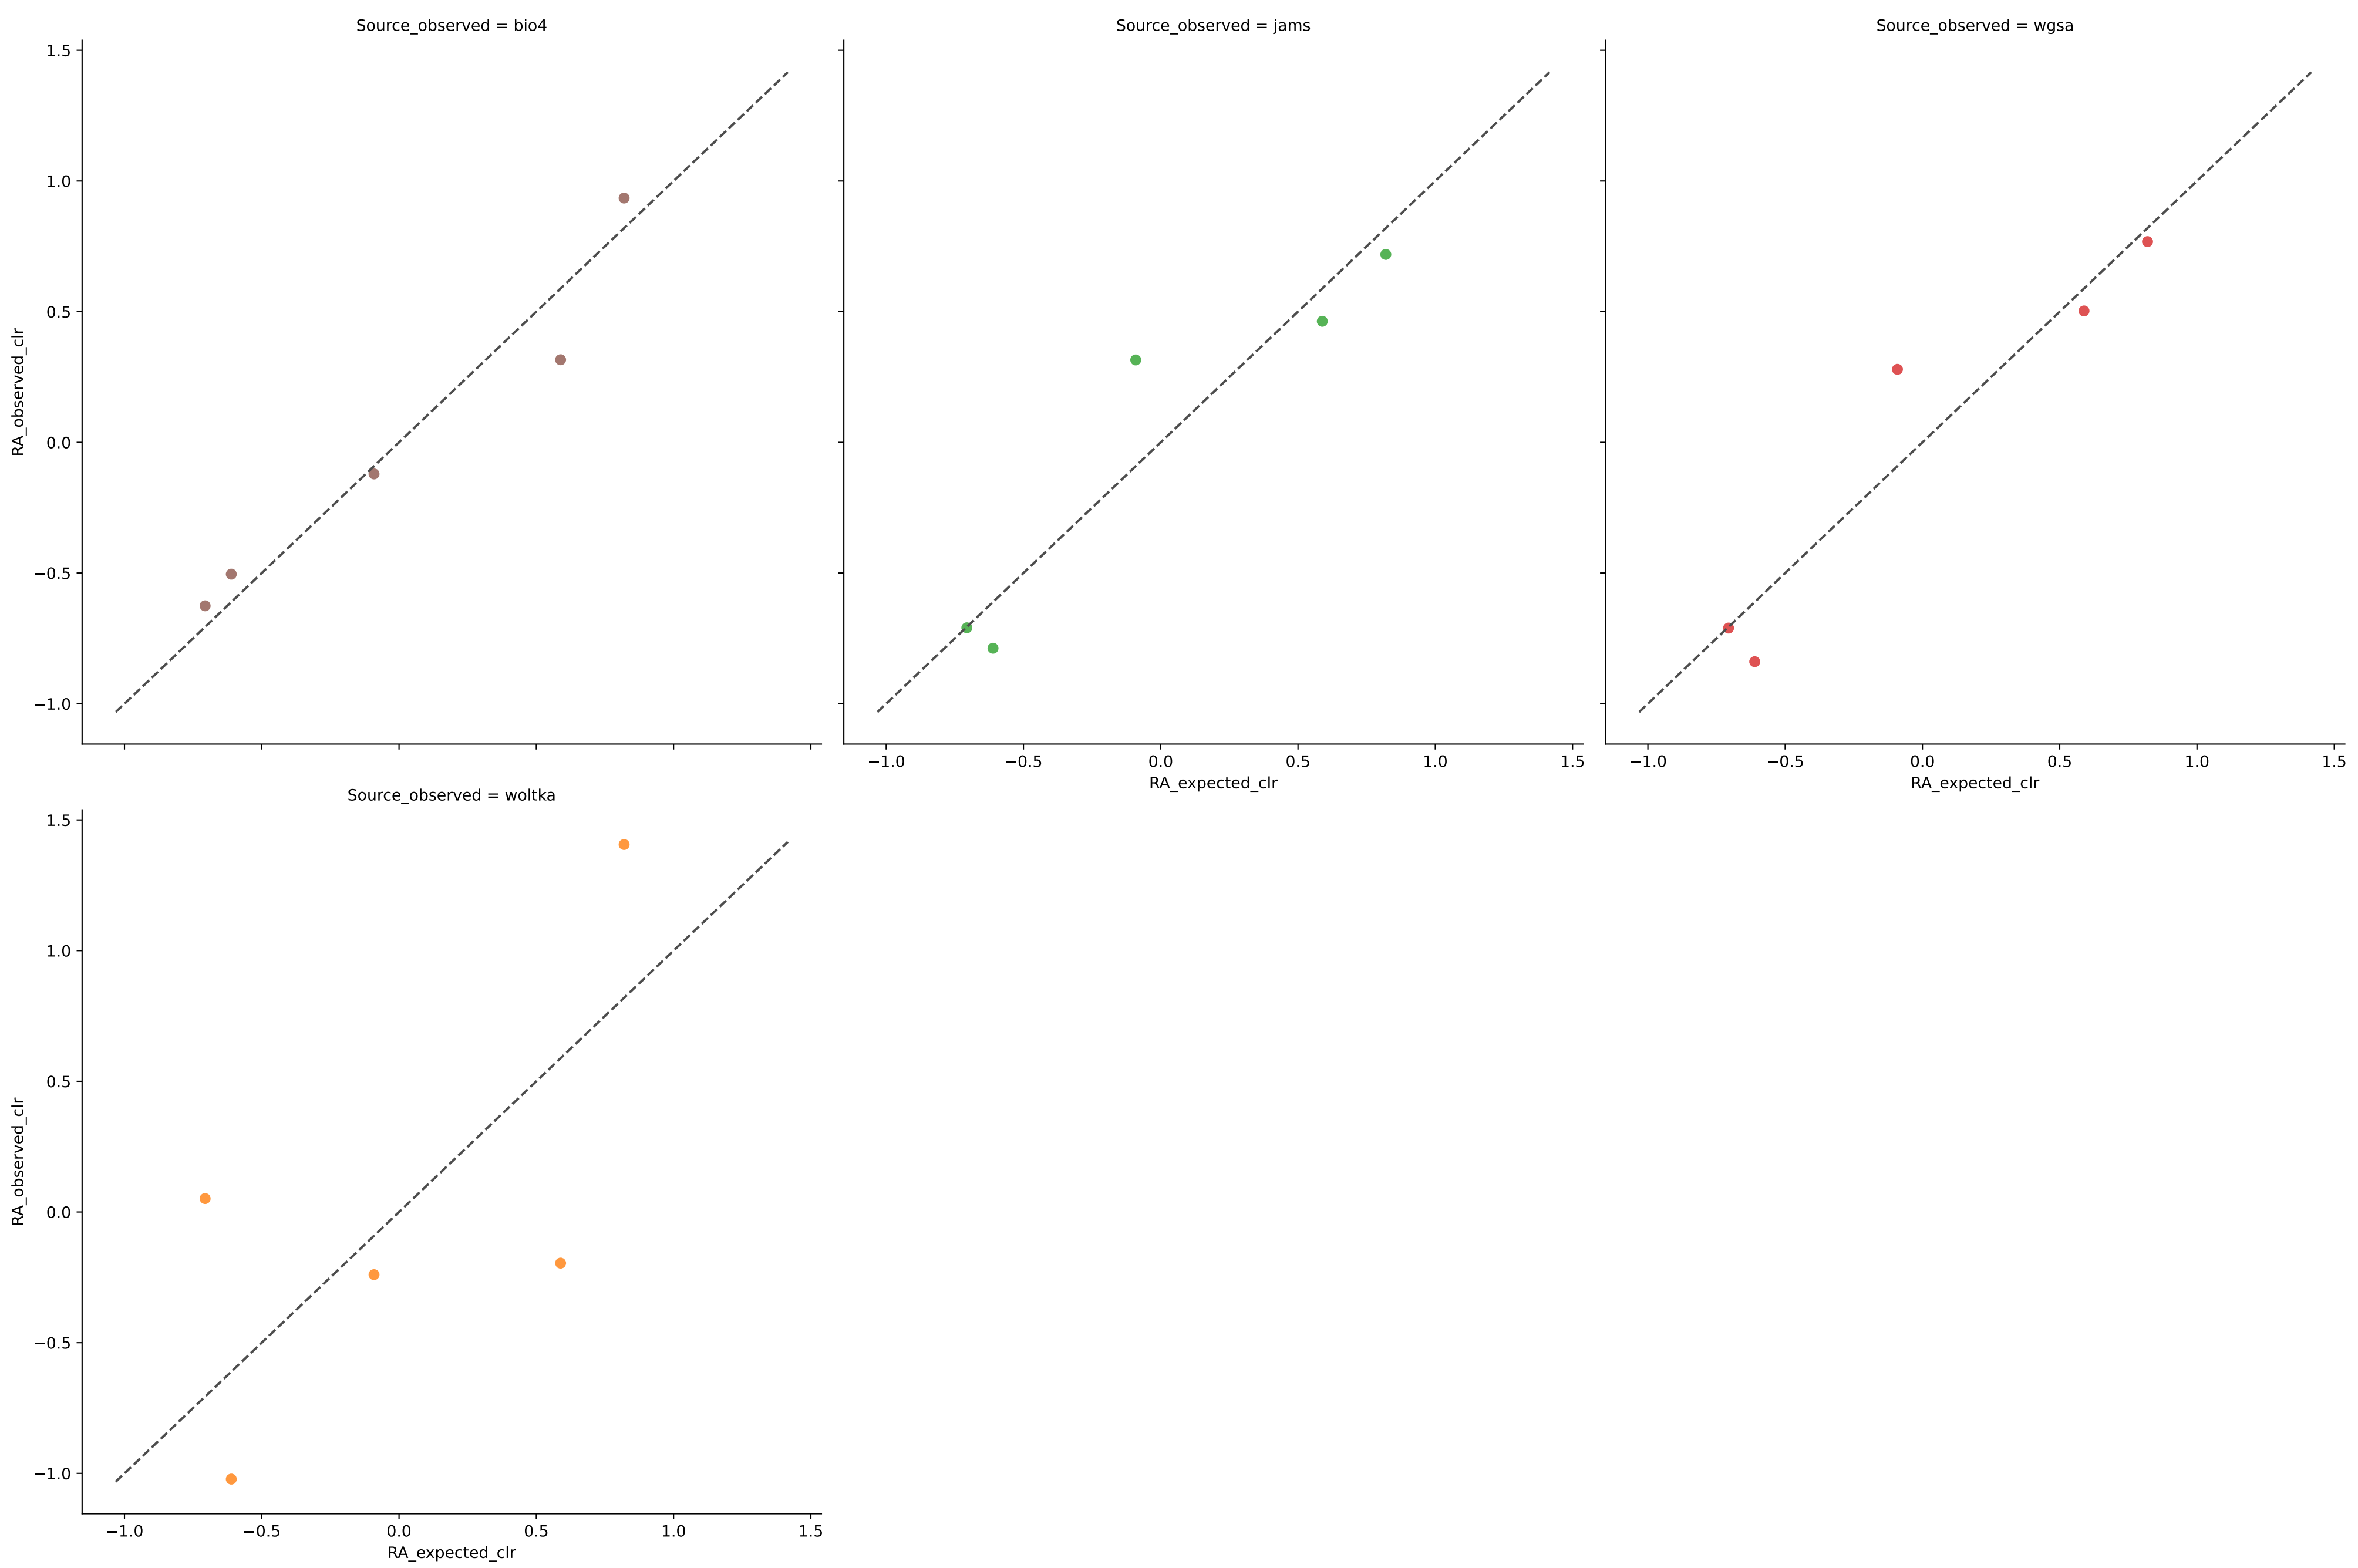 Source_observed = bio4
Source_observed = jams
Source_observed = wgsa
1.5
1.0
0.5
0.0
−0.5
−1.0
RA_observed_clr
−1.0 −0.5 0.0 0.5 1.0 1.5
RA_expected_clr
−1.0 −0.5 0.0 0.5 1.0 1.5
RA_expected_clr
Source_observed = woltka
1.5
1.0
0.5
0.0
−0.5
−1.0
RA_observed_clr
−1.0 −0.5 0.0 0.5 1.0 1.5
RA_expected_clr